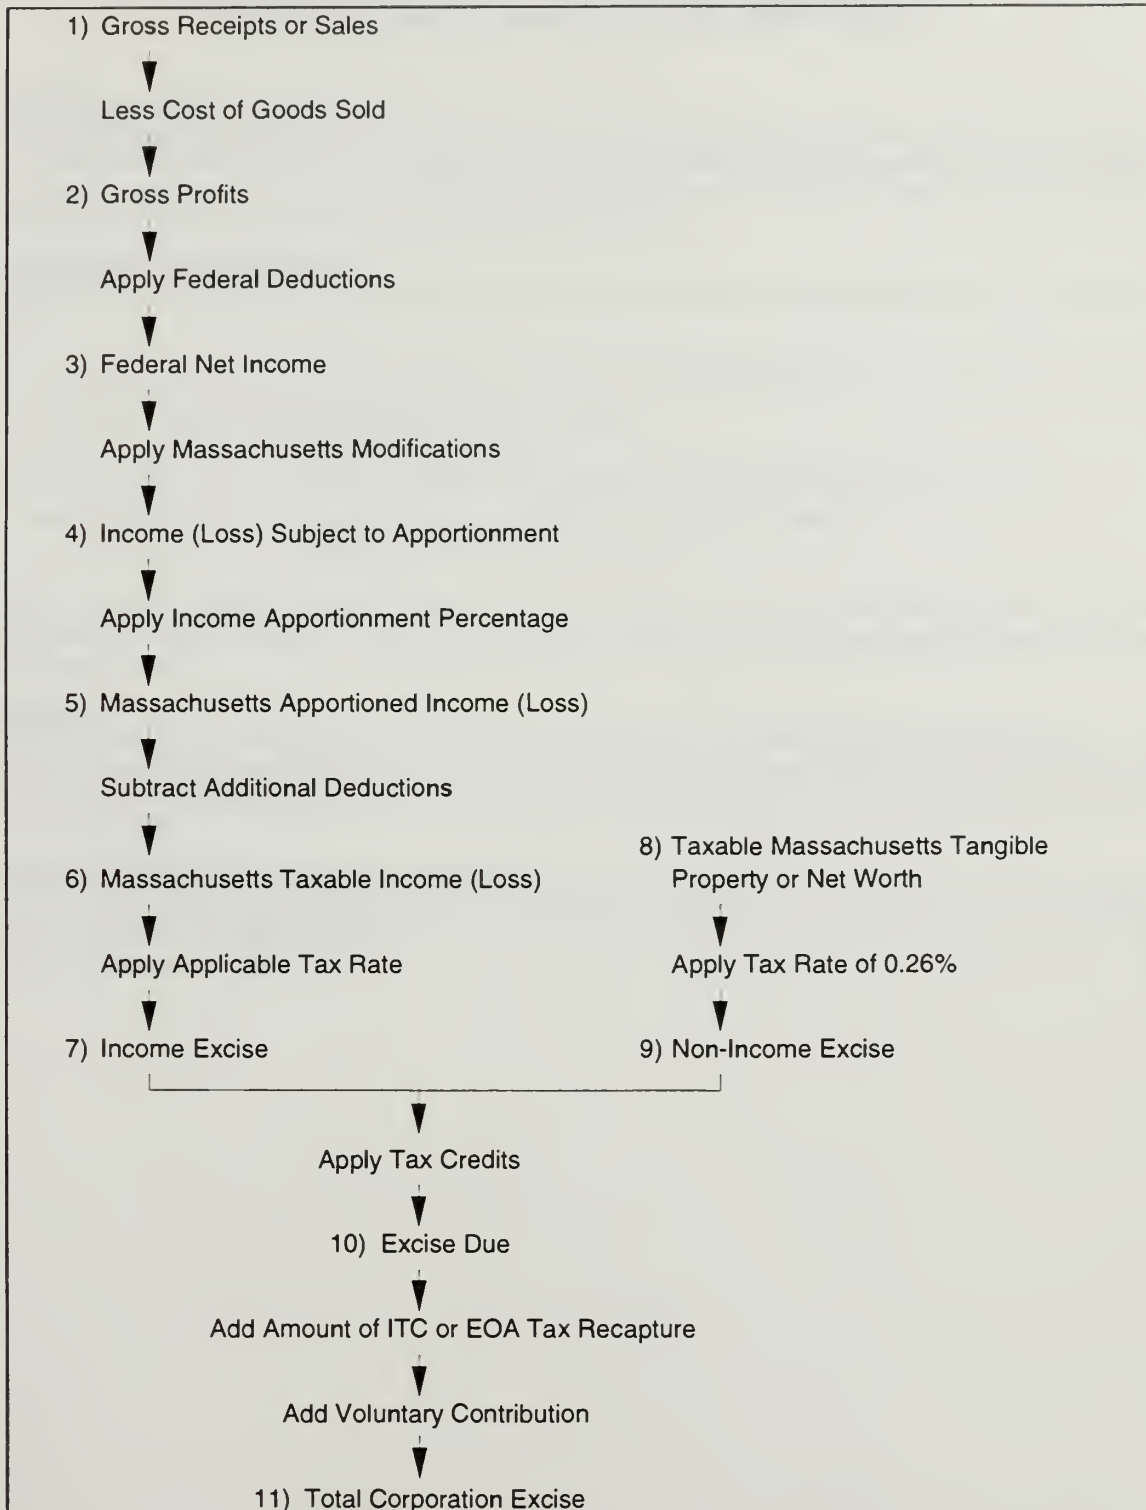 1) Gross Receipts or Sales
Less Cost of Goods Sold
2) Gross Profits
Apply Federal Deductions
3) Federal Net Income
Apply Massachusetts Modifications
4) Income (Loss) Subject to Apportionment
Apply Income Apportionment Percentage
5) Massachusetts Apportioned Income (Loss)
Subtract Additional Deductions
6) Massachusetts Taxable Income (Loss)
Apply Applicable Tax Rate
7) Income Excise
8) Taxable Massachusetts Tangible
Property or Net Worth
Apply Tax Rate of 0.26%
9) Non-Income Excise
Apply Tax Credits
10) Excise Due
Add Amount of ITC or EOA Tax Recapture
Add Voluntary Contribution
11) Total Corporation Excise